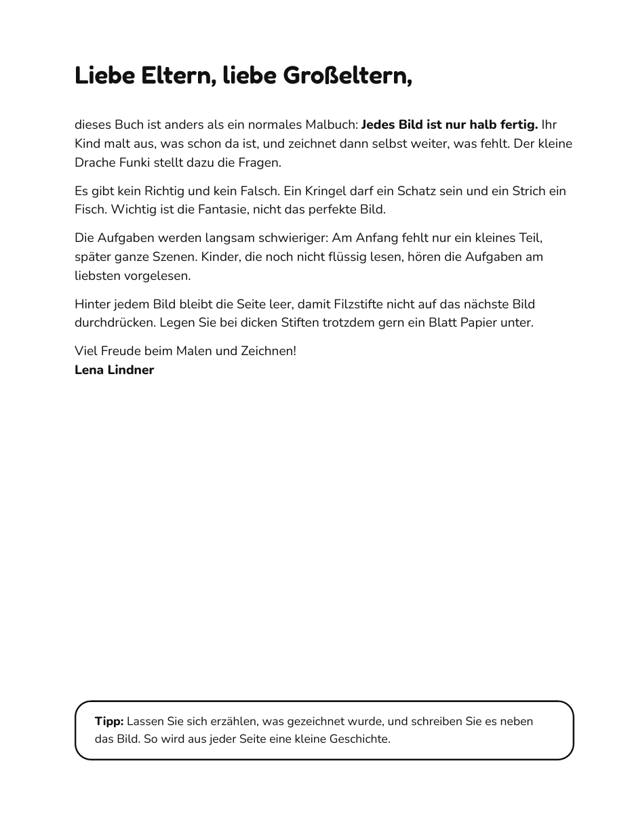 Liebe Eltern, liebe Großeltern,
dieses Buch ist anders als ein normales Malbuch: Jedes Bild ist nur halb fertig. Ihr
Kind malt aus, was schon da ist, und zeichnet dann selbst weiter, was fehlt. Der kleine
Drache Funki stellt dazu die Fragen.
Es gibt kein Richtig und kein Falsch. Ein Kringel darf ein Schatz sein und ein Strich ein
Fisch. Wichtig ist die Fantasie, nicht das perfekte Bild.
Die Aufgaben werden langsam schwieriger: Am Anfang fehlt nur ein kleines Teil,
später ganze Szenen. Kinder, die noch nicht flüssig lesen, hören die Aufgaben am
liebsten vorgelesen.
Hinter jedem Bild bleibt die Seite leer, damit Filzstifte nicht auf das nächste Bild
durchdrücken. Legen Sie bei dicken Stiften trotzdem gern ein Blatt Papier unter.
Viel Freude beim Malen und Zeichnen!
Lena Lindner
Tipp: Lassen Sie sich erzählen, was gezeichnet wurde, und schreiben Sie es neben
das Bild. So wird aus jeder Seite eine kleine Geschichte.